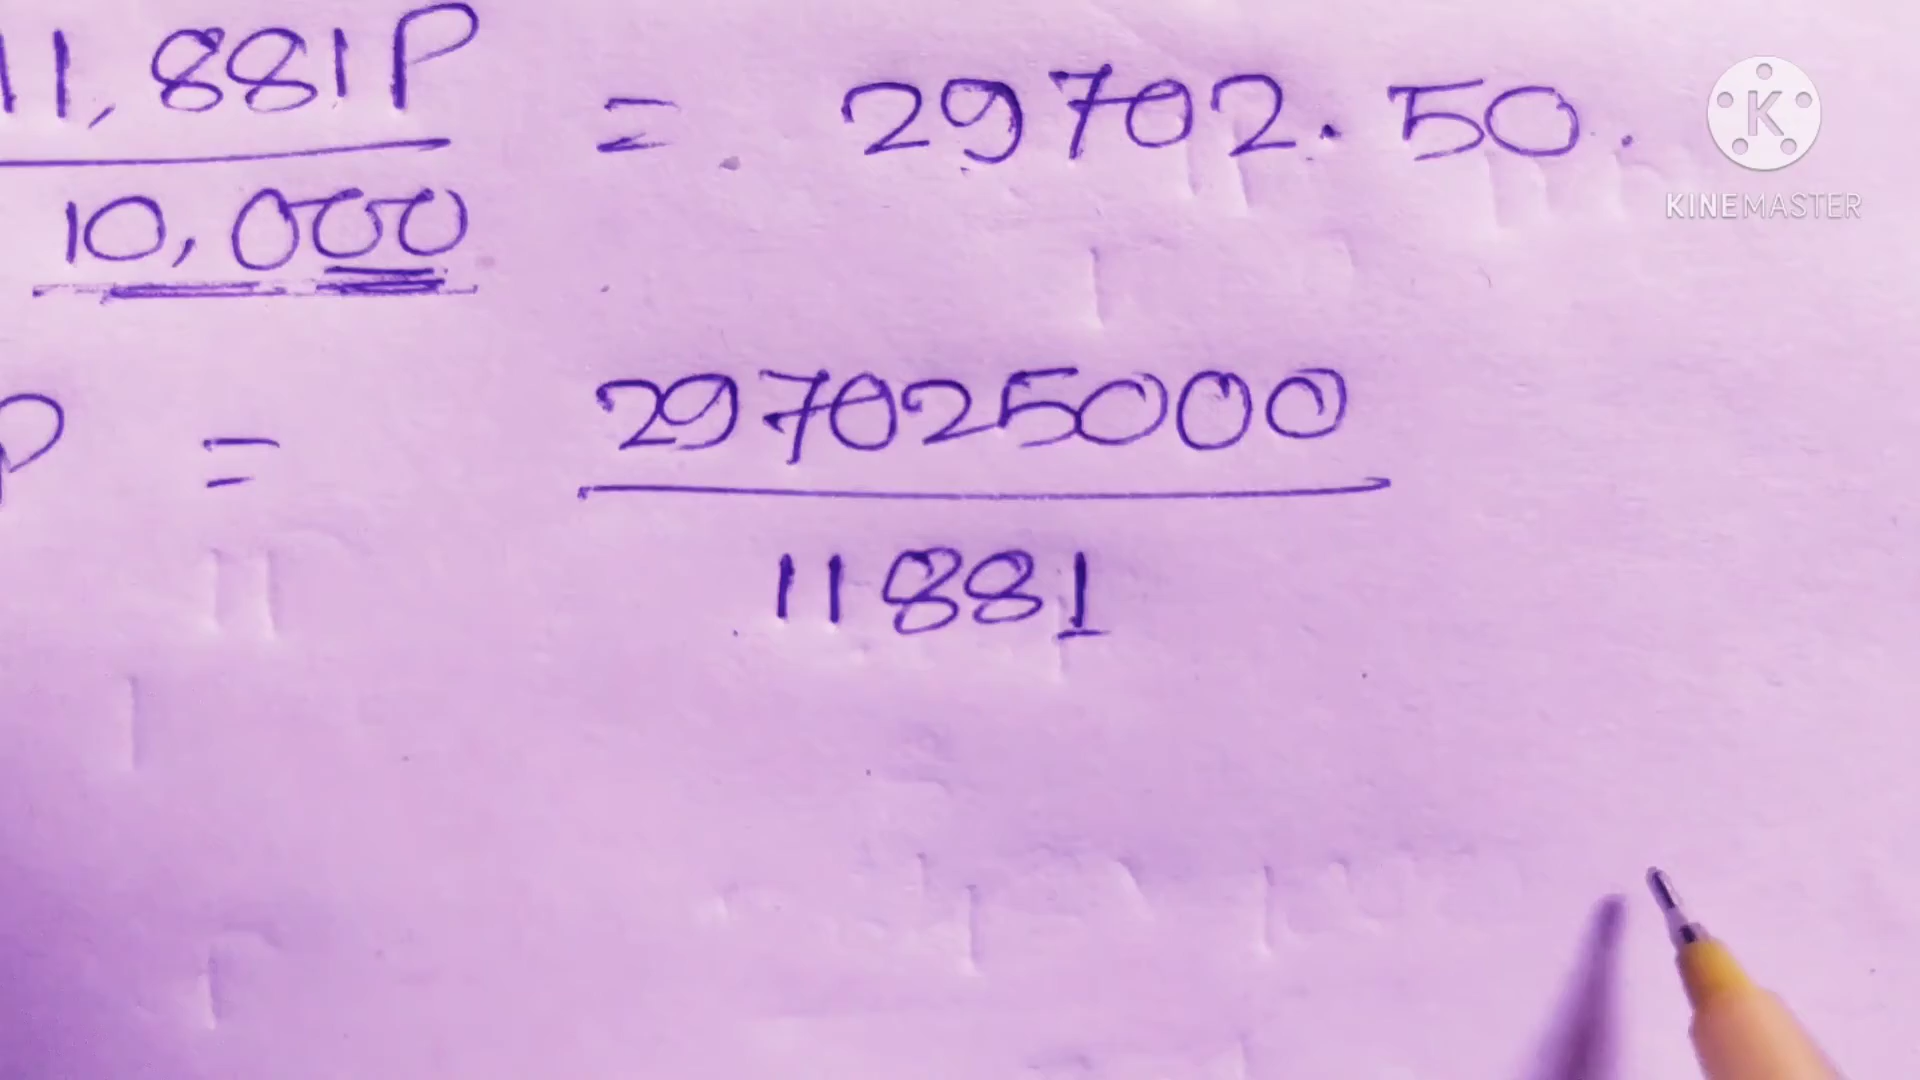 11,881P = 29702.50.
10,000
KINEMASTER
P = 297025000
11881